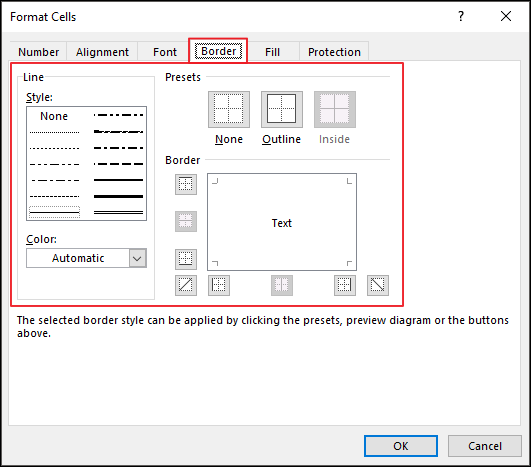 Format Cells
?
Number Alignment Font Border Fill Protection
Line
Style:
None
Color:
Automatic
Presets
None Outline Inside
Border
Text
The selected border style can be applied by clicking the presets, preview diagram or the buttons
above.
OK Cancel